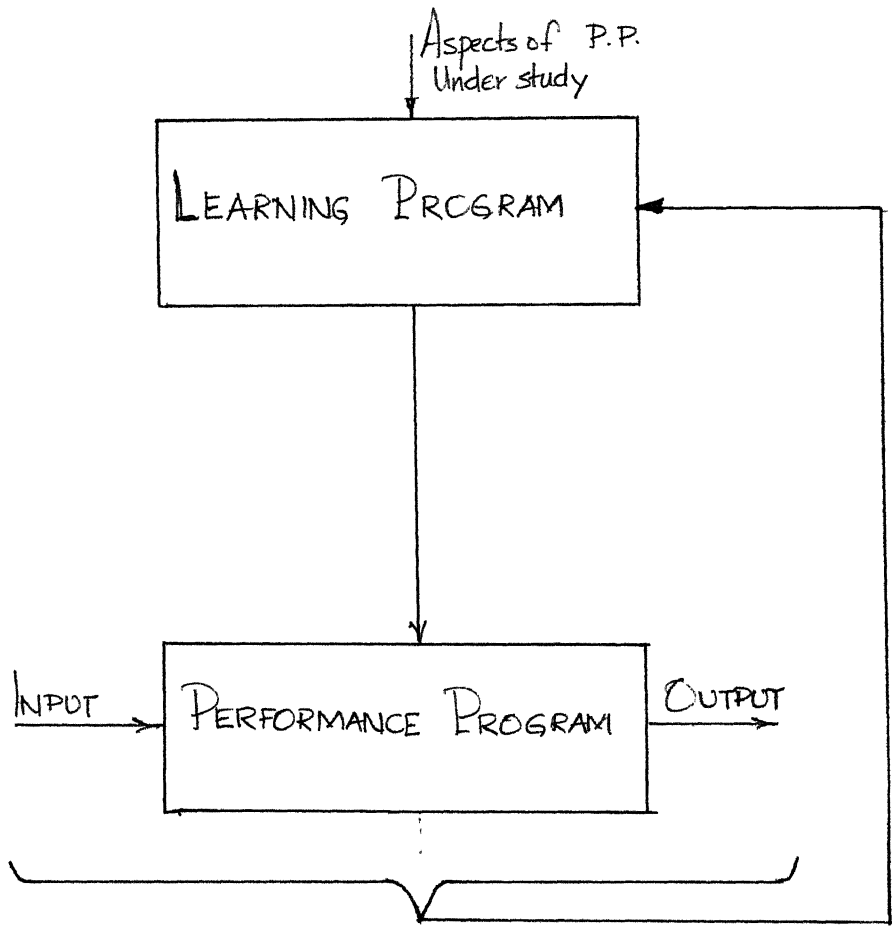 Aspects of P.P.
Under study
LEARNING PROGRAM
INPUT
PERFORMANCE PROGRAM
OUTPUT